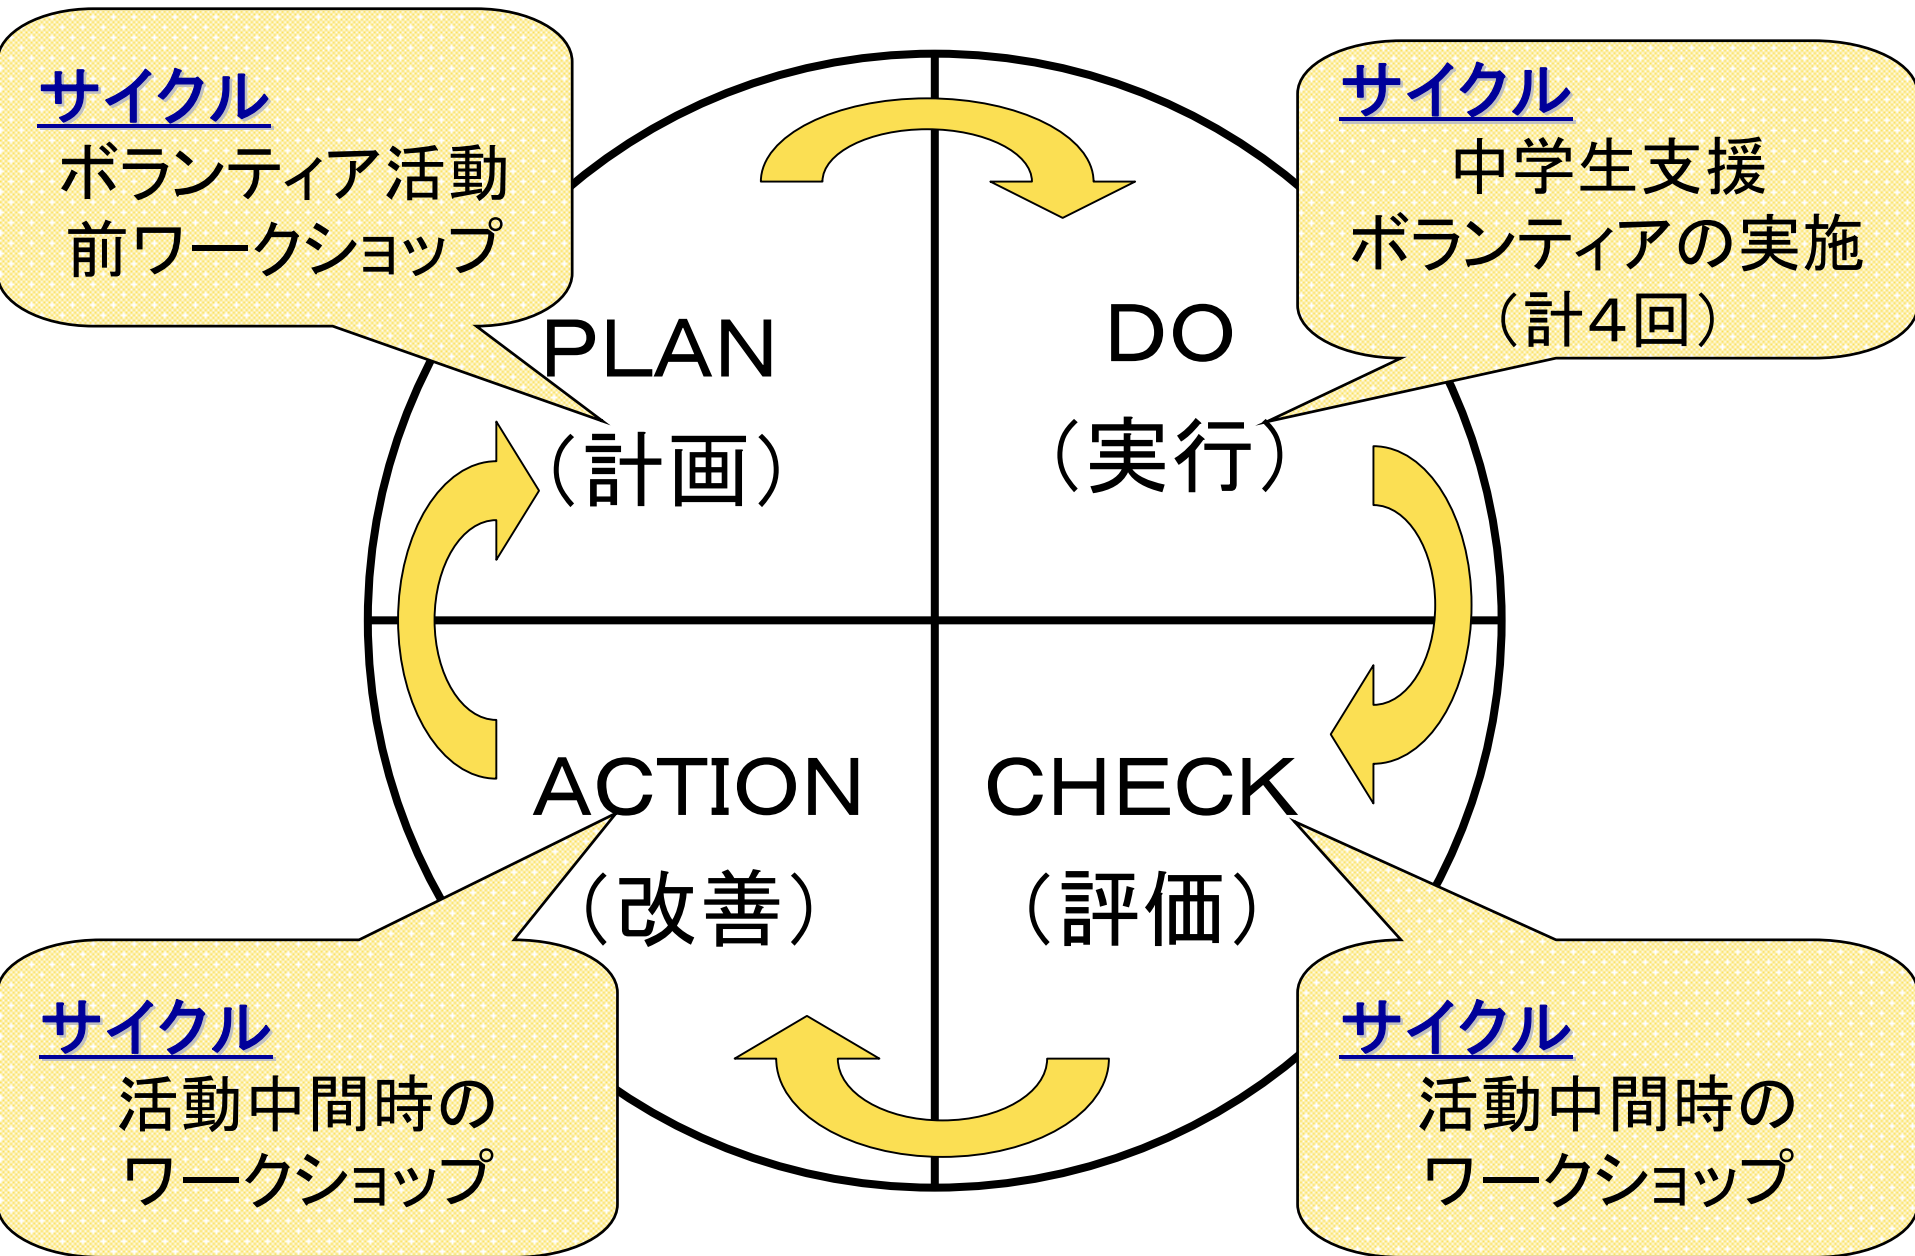 サイクル
ボランティア活動
前ワークショップ
サイクル
中学生支援
ボランティアの実施
（計4回）
PLAN
（計画）
DO
（実行）
ACTION
（改善）
CHECK
（評価）
サイクル
活動中間時の
ワークショップ
サイクル
活動中間時の
ワークショップ